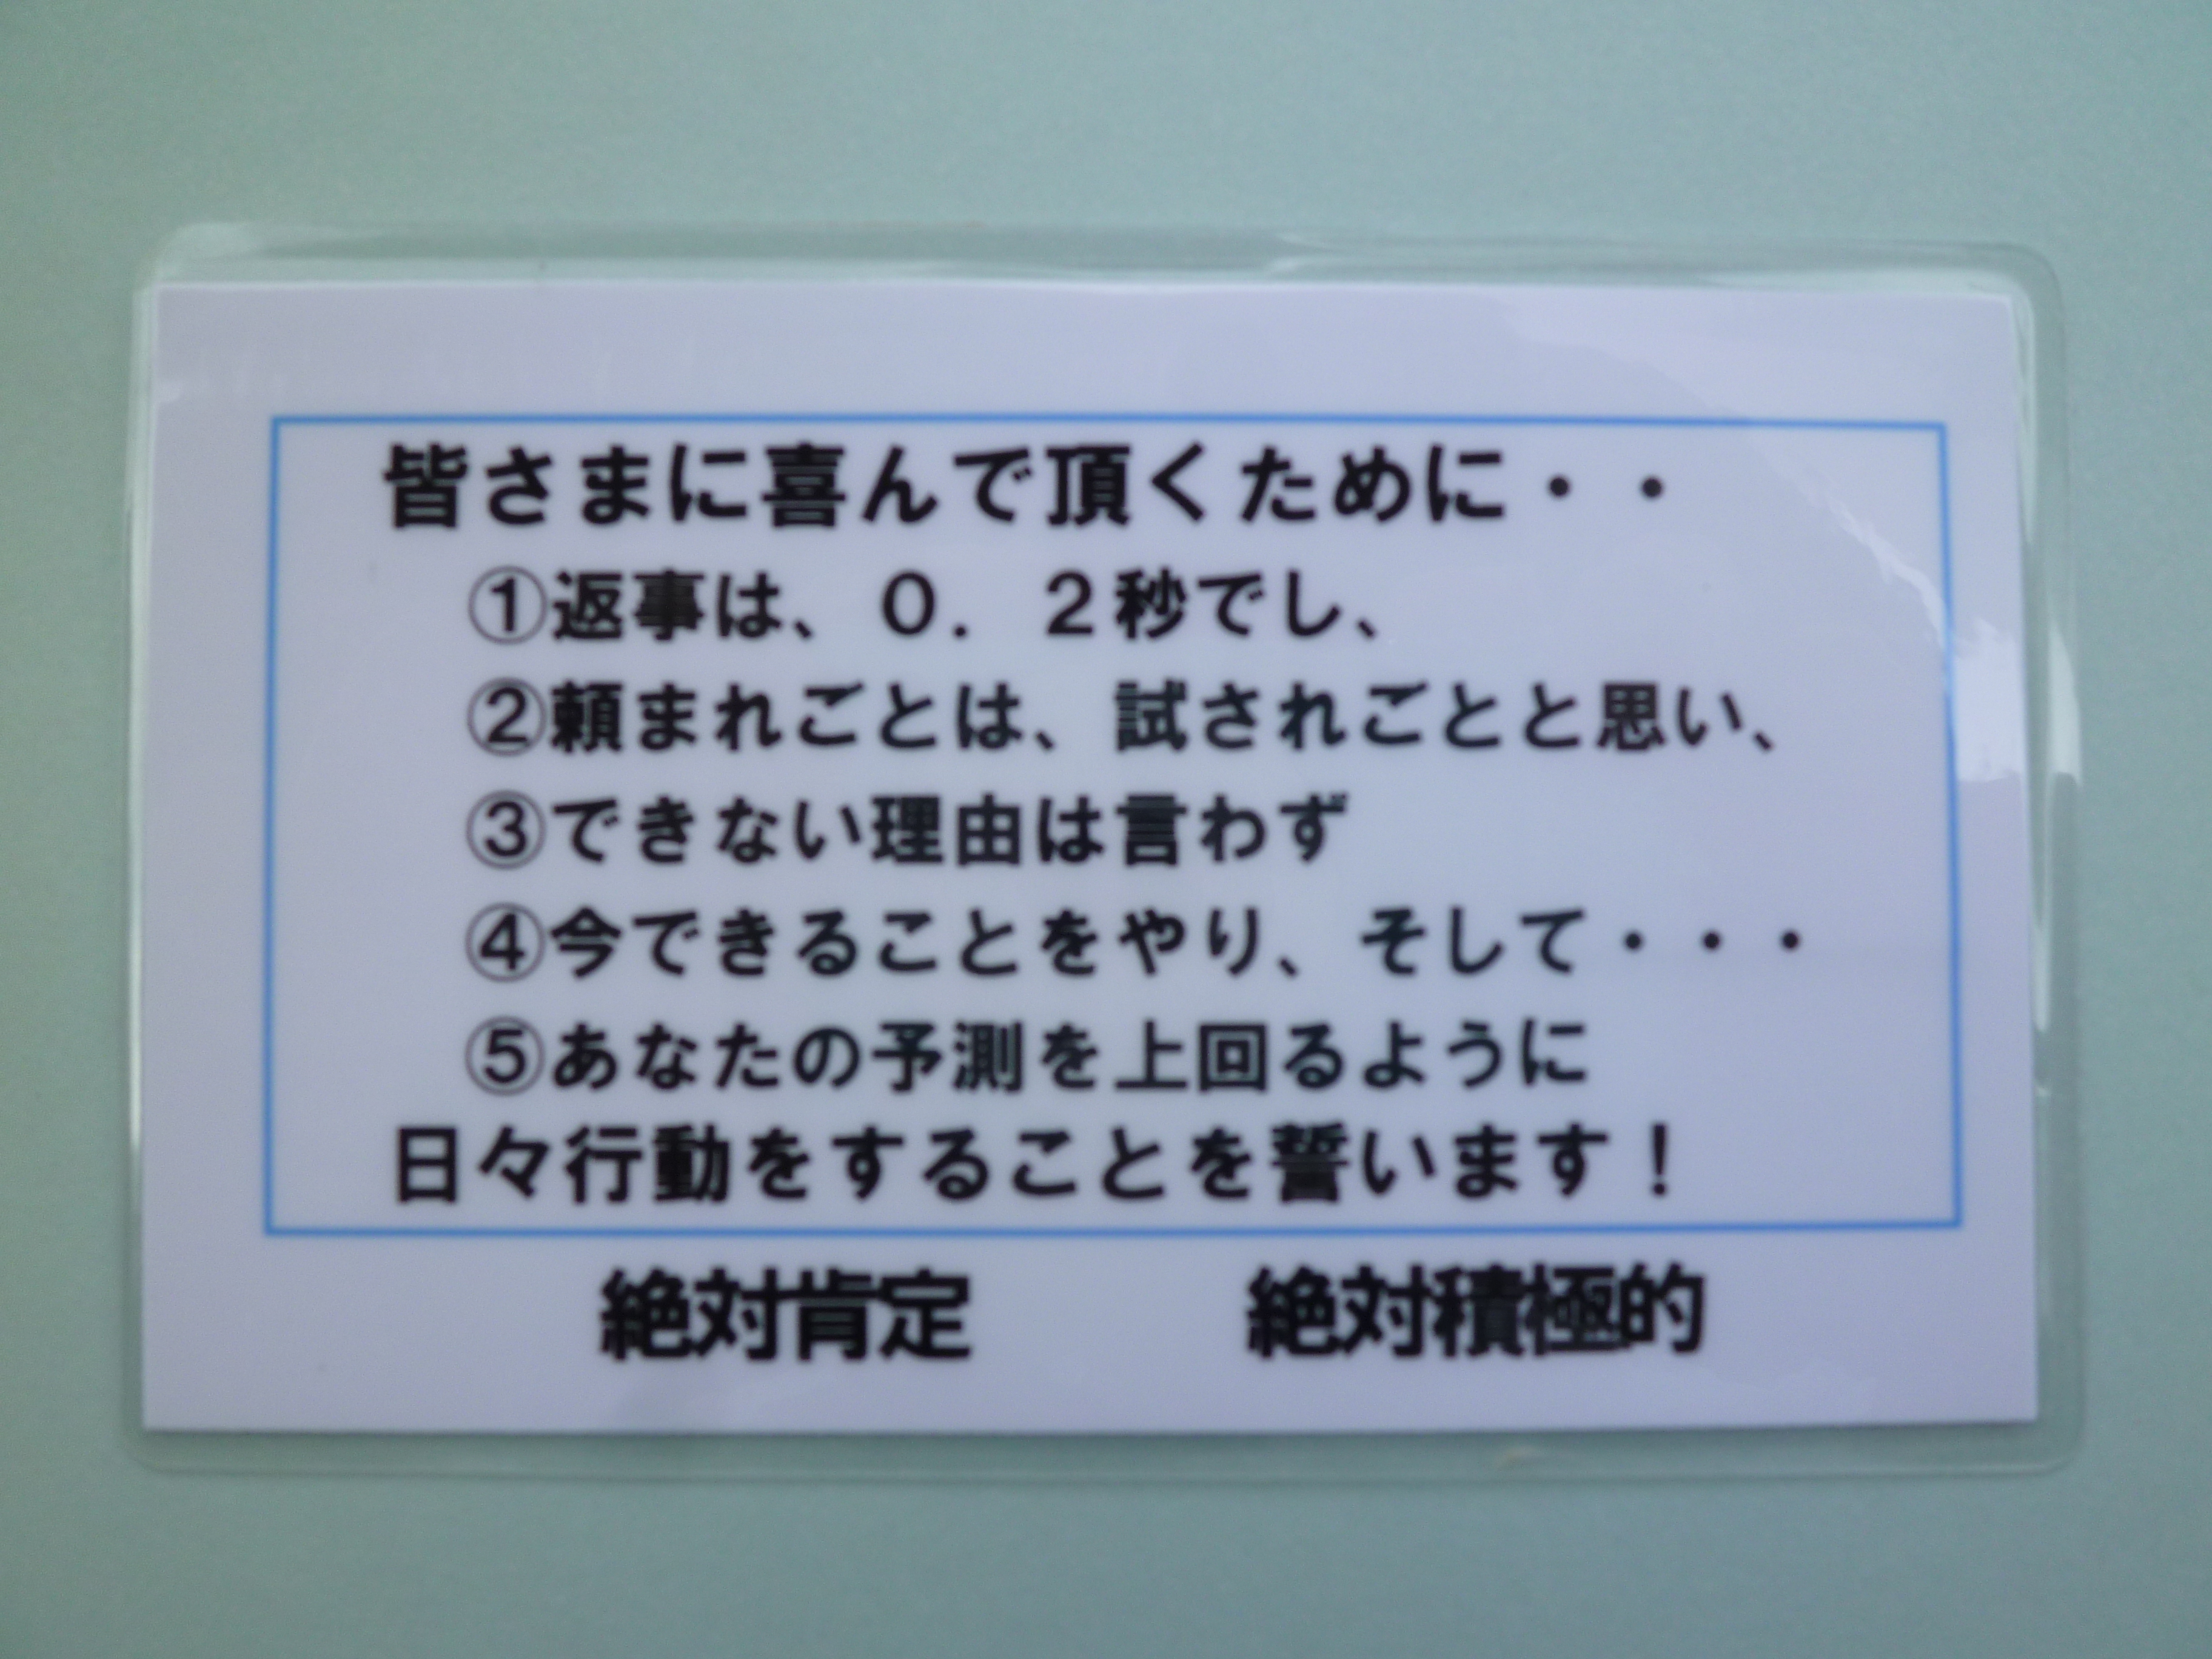 皆さまに喜んで頂くために・・
①返事は、０．２秒でし、
②頼まれごとは、試されごとと思い、
③できない理由は言わず
④今できることをやり、そして・・・
⑤あなたの予測を上回るように
日々行動をすることを誓います！
絶対肯定　絶対積極的